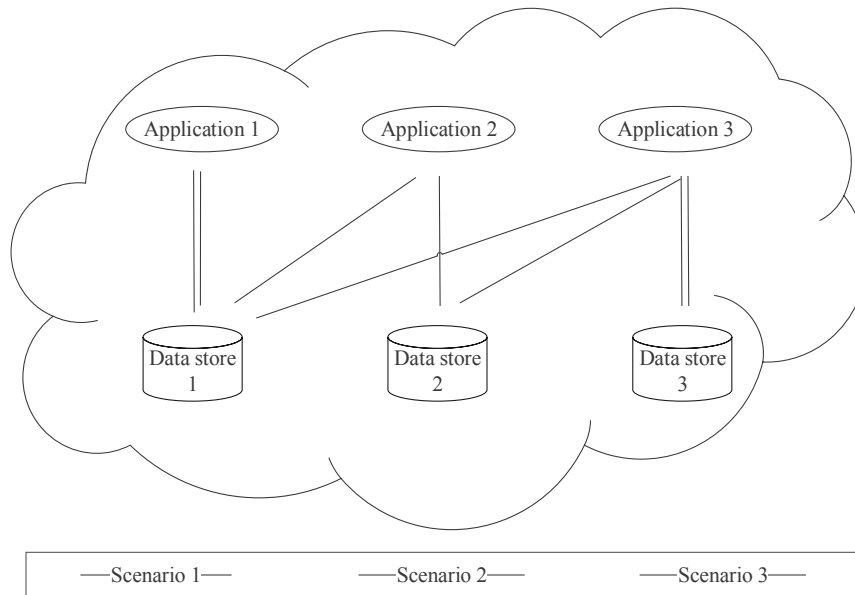 Application 1
Application 2
Application 3
Data store
1
Data store
2
Data store
3
Scenario 1
Scenario 2
Scenario 3